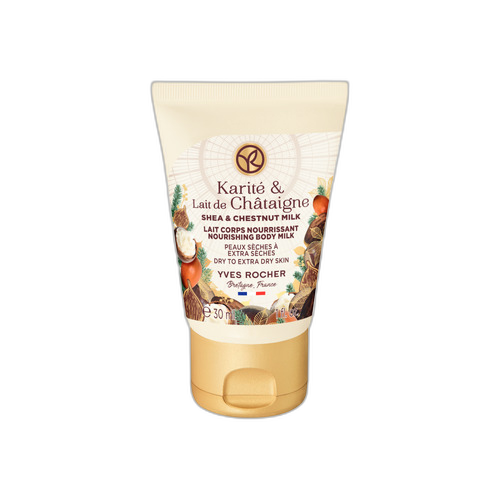 Karité &
Lait de Châtaigne
SHEA & CHESTNUT MILK
LAIT CORPS NOURRISSANT
NOURISHING BODY MILK
PEAUX SÈCHES À
EXTRA SÈCHES
DRY TO EXTRA DRY SKIN
YVES ROCHER
Bretagne, France
℮ 30